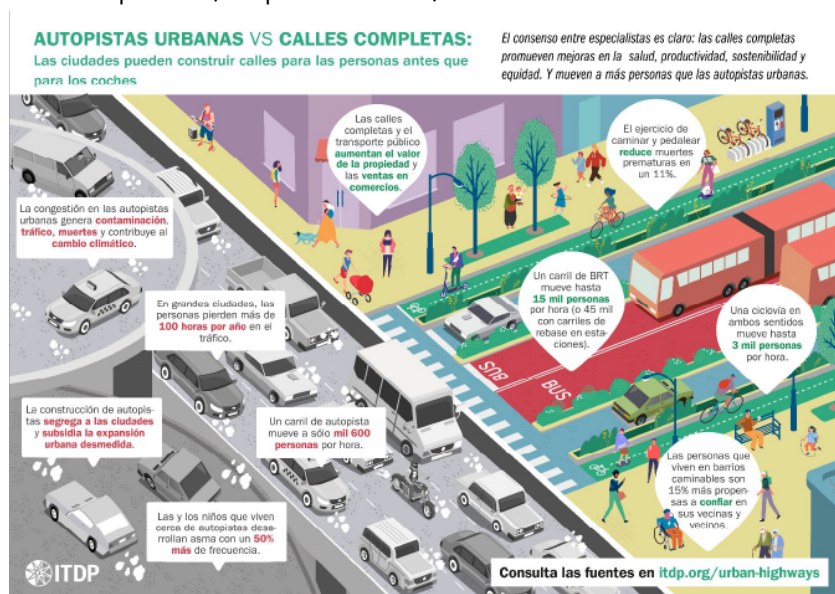 AUTOPISTAS URBANAS VS CALLES COMPLETAS:
Las ciudades pueden construir calles para las personas antes que
para los coches
El consenso entre especialistas es claro: las calles completas
promueven mejoras en la salud, productividad, sostenibilidad y
equidad. Y mueven a más personas que las autopistas urbanas.
Las calles
completas y el
transporte público
aumentan el valor
de la propiedad y
las ventas en
comercios.
El ejercicio de
caminar y pedalear
reduce muertes
prematuras en
un 11%.
La congestión en las autopistas
urbanas genera contaminación,
tráfico, muertes y contribuye al
cambio climático.
En grandes ciudades, las
personas pierden más de
100 horas por año en el
tráfico.
Un carril de BRT
mueve hasta
15 mil personas
por hora (o 45 mil
con carriles de
rebase en esta-
ciones).
Una ciclovía en
ambos sentidos
mueve hasta
3 mil personas
por hora.
BUS
BUS
La construcción de autopis-
tas segrega a las ciudades
y subsidia la expansión
urbana desmedida.
Un carril de autopista
mueve a sólo mil 600
personas por hora.
Las personas que
viven en barrios
caminables son
15% más propen-
sas a confiar en
sus vecinas y
vecinos.
Las y los niños que viven
cerca de autopistas desa-
rrollan asma con un 50%
más de frecuencia.
ITDP
Consulta las fuentes en itdp.org/urban-highways